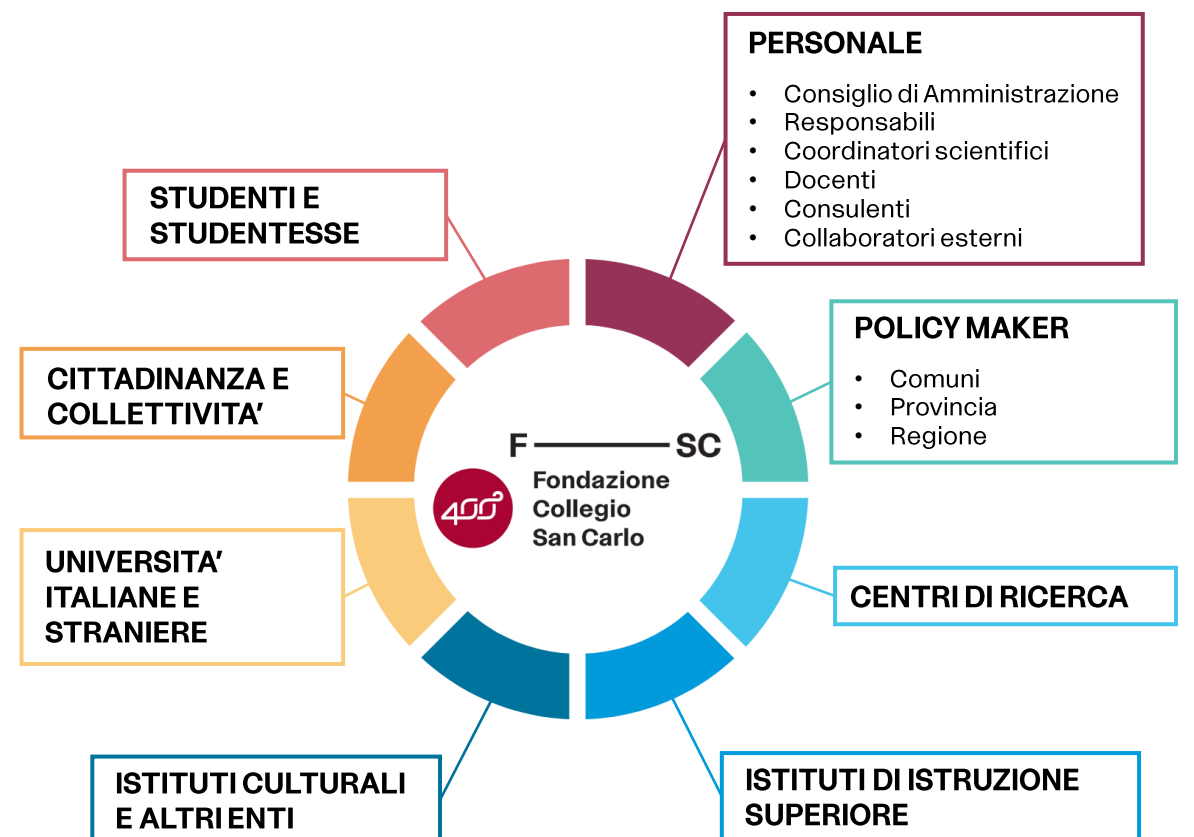 PERSONALE
• Consiglio di Amministrazione
• Responsabili
• Coordinatori scientifici
• Docenti
• Consulenti
• Collaboratori esterni
STUDENTI E
STUDENTESSE
POLICY MAKER
• Comuni
• Provincia
• Regione
CITTADINANZA E
COLLETTIVITA’
F SC
400°
Fondazione
Collegio
San Carlo
UNIVERSITA’
ITALIANE E
STRANIERE
CENTRI DI RICERCA
ISTITUTI CULTURALI
E ALTRI ENTI
ISTITUTI DI ISTRUZIONE
SUPERIORE